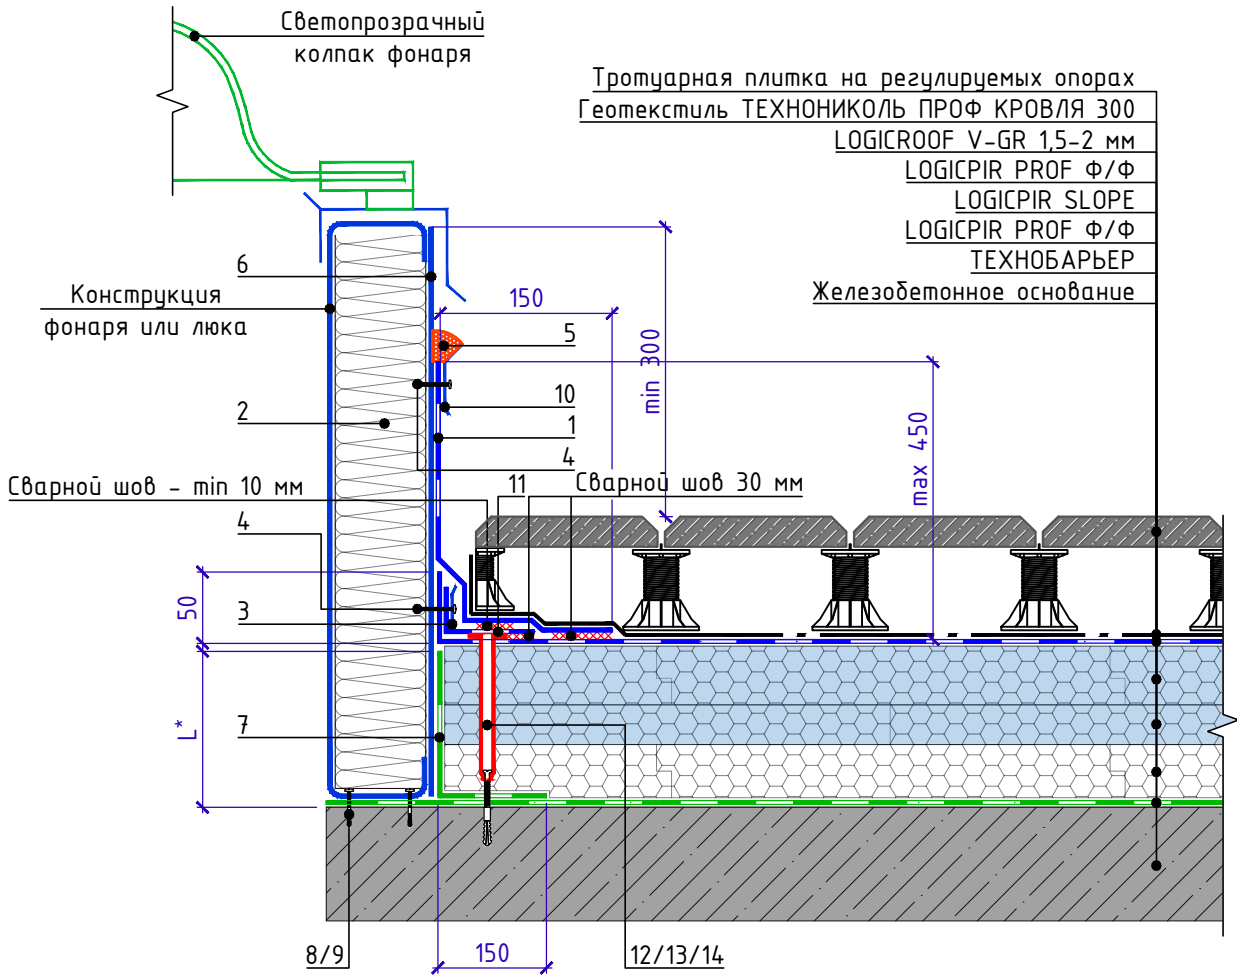 Светопрозрачный
колпак фонаря
Тротуарная плитка на регулируемых опорах
Геотекстиль ТЕХНОНИКОЛЬ ПРОФ КРОВЛЯ 300
LOGICROOF V-GR 1,5-2 мм
LOGICPIR PROF Ф/Ф
LOGICPIR SLOPE
LOGICPIR PROF Ф/Ф
ТЕХНОБАРЬЕР
Железобетонное основание
6
Конструкция
фонаря или люка
150
5
min 300
10
2
1
max 450
4
Сварной шов - min 10 мм
11
Сварной шов 30 мм
4
50
3
L*
7
8/9
150
12/13/14